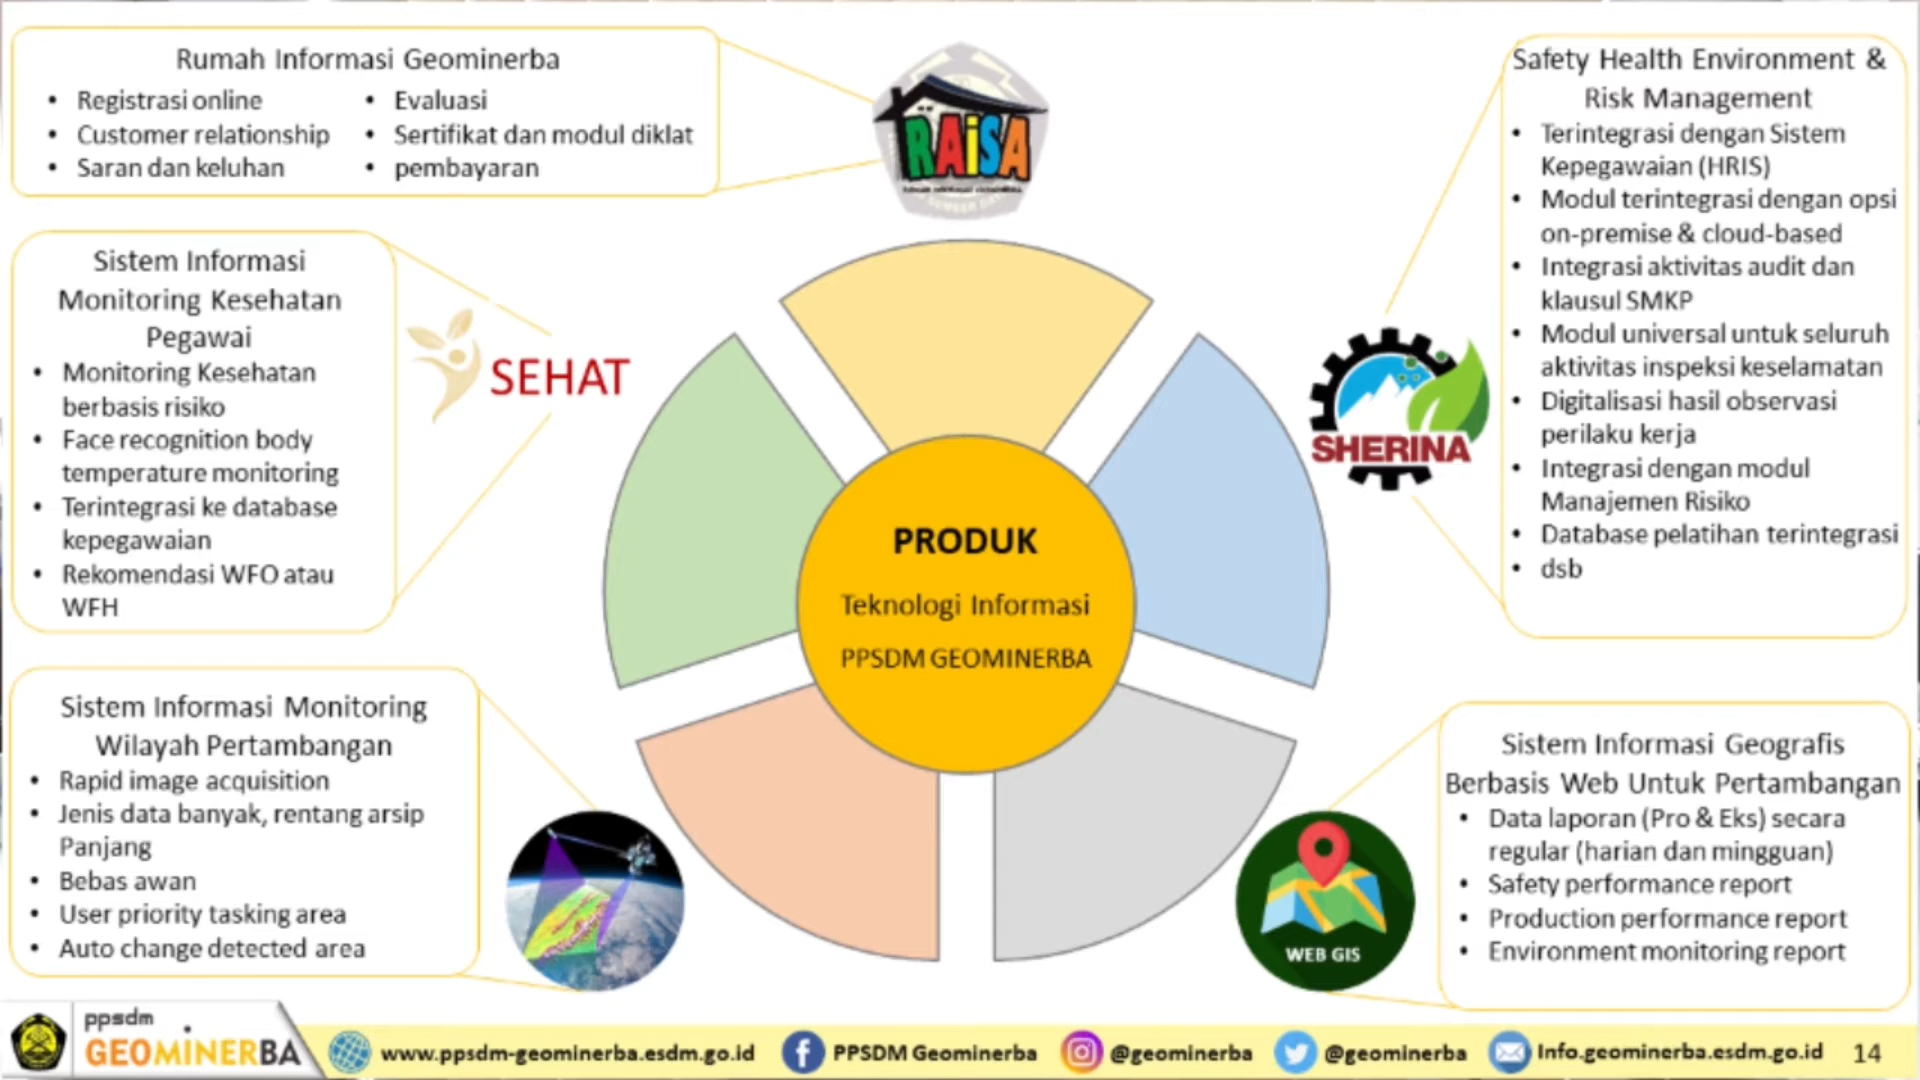 Rumah Informasi Geominerba
• Registrasi online
• Customer relationship
• Saran dan keluhan
• Evaluasi
• Sertifikat dan modul diklat
• pembayaran
RAiSA
Safety Health Environment &
Risk Management
• Terintegrasi dengan Sistem
Kepegawaian (HRIS)
• Modul terintegrasi dengan opsi
on-premise & cloud-based
• Integrasi aktivitas audit dan
klausul SMKP
• Modul universal untuk seluruh
aktivitas inspeksi keselamatan
• Digitalisasi hasil observasi
perilaku kerja
• Integrasi dengan modul
Manajemen Risiko
• Database pelatihan terintegrasi
• dsb
SHERINA
Sistem Informasi
Monitoring Kesehatan
Pegawai
• Monitoring Kesehatan
berbasis risiko
• Face recognition body
temperature monitoring
• Terintegrasi ke database
kepegawaian
• Rekomendasi WFO atau
WFH
SEHAT
PRODUK
Teknologi Informasi
PPSDM GEOMINERBA
Sistem Informasi Monitoring
Wilayah Pertambangan
• Rapid image acquisition
• Jenis data banyak, rentang arsip
Panjang
• Bebas awan
• User priority tasking area
• Auto change detected area
Sistem Informasi Geografis
Berbasis Web Untuk Pertambangan
• Data laporan (Pro & Eks) secara
regular (harian dan mingguan)
• Safety performance report
• Production performance report
• Environment monitoring report
WEB GIS
ppsdm
GEOMINERBA
www.ppsdm-geominerba.esdm.go.id
PPSDM Geominerba
@geominerba
@geominerba
Info.geominerba.esdm.go.id
14